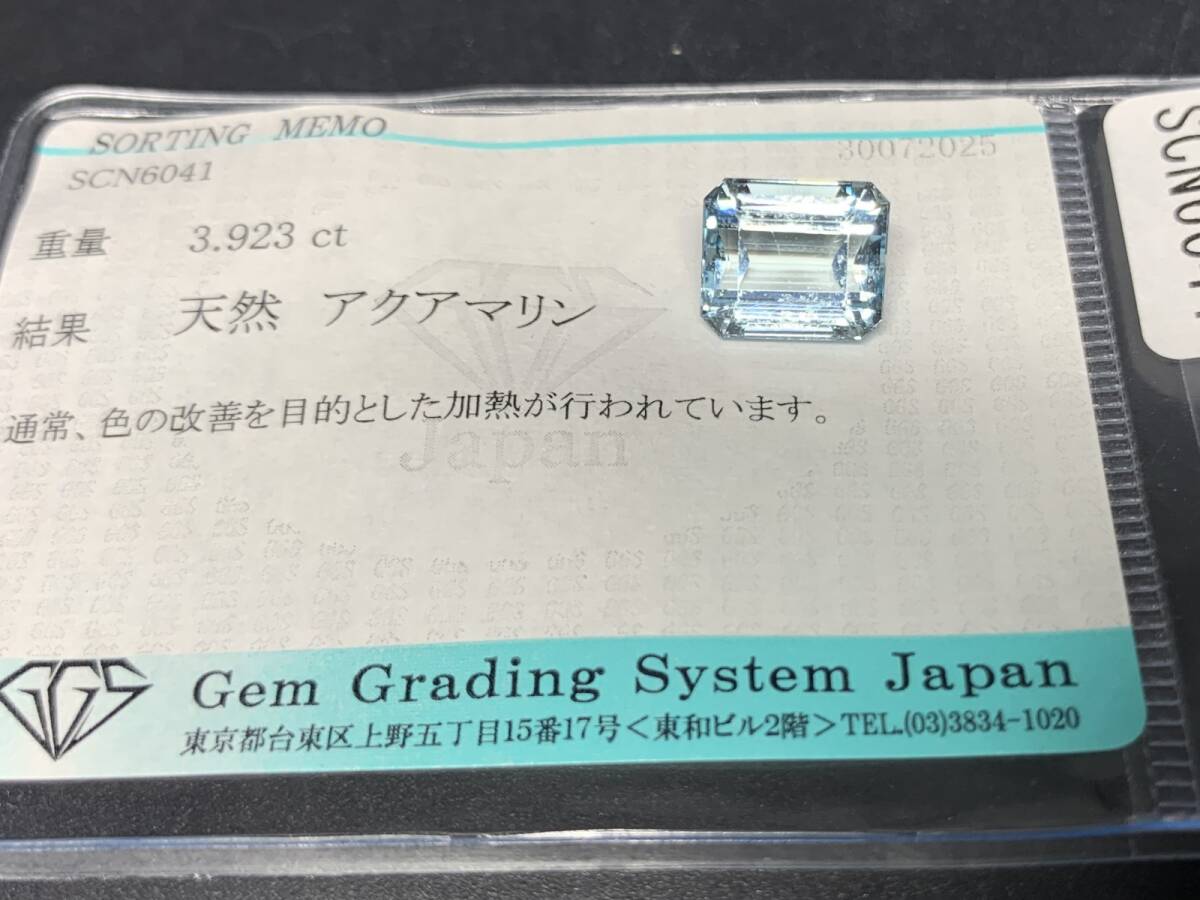 SORTING MEMO
SCN6041
30072025
重量 3.923 ct
結果 天然 アクアマリン
通常、色の改善を目的とした加熱が行われています。
Japan
GGS
Gem Grading System Japan
東京都台東区上野五丁目15番17号＜東和ビル2階＞TEL.(03)3834-1020